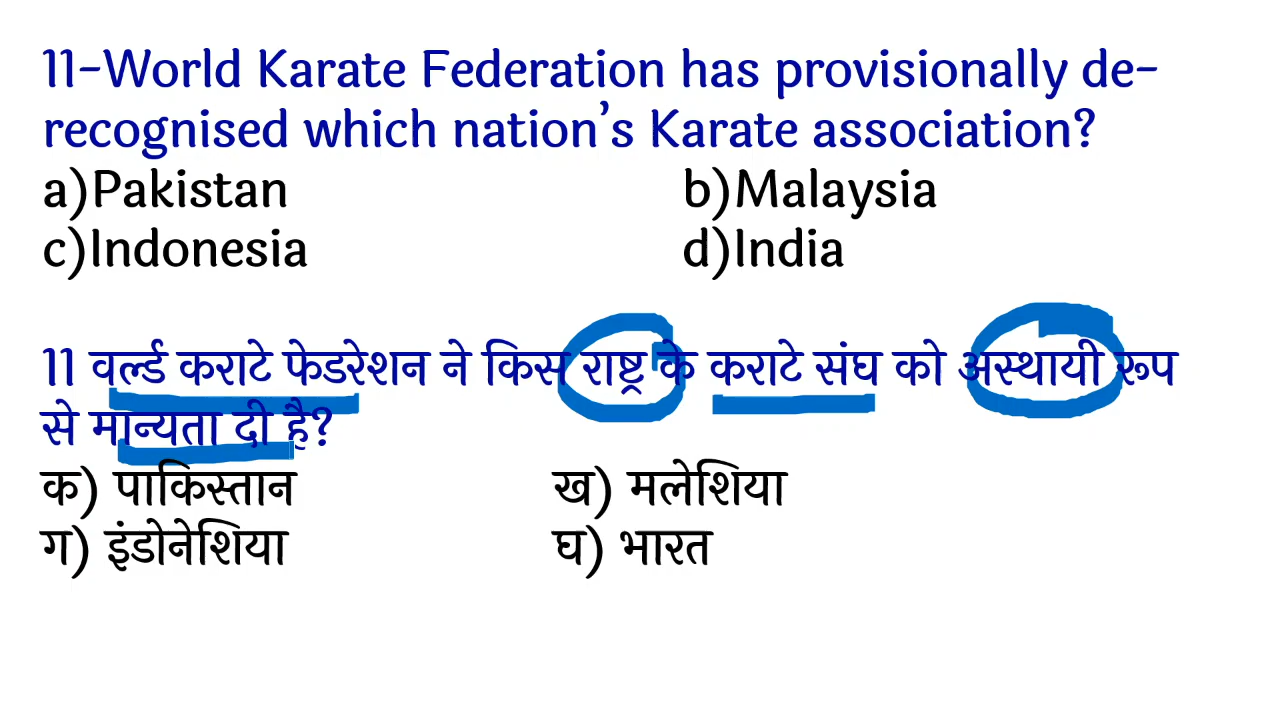 11-World Karate Federation has provisionally de-
recognised which nation's Karate association?
a)Pakistan b)Malaysia
c)Indonesia d)India
11 वर्ल्ड कराटे फेडरेशन ने किस राष्ट्र के कराटे संघ को अस्थायी रूप
से मान्यता दी है?
क) पाकिस्तान ख) मलेशिया
ग) इंडोनेशिया घ) भारत